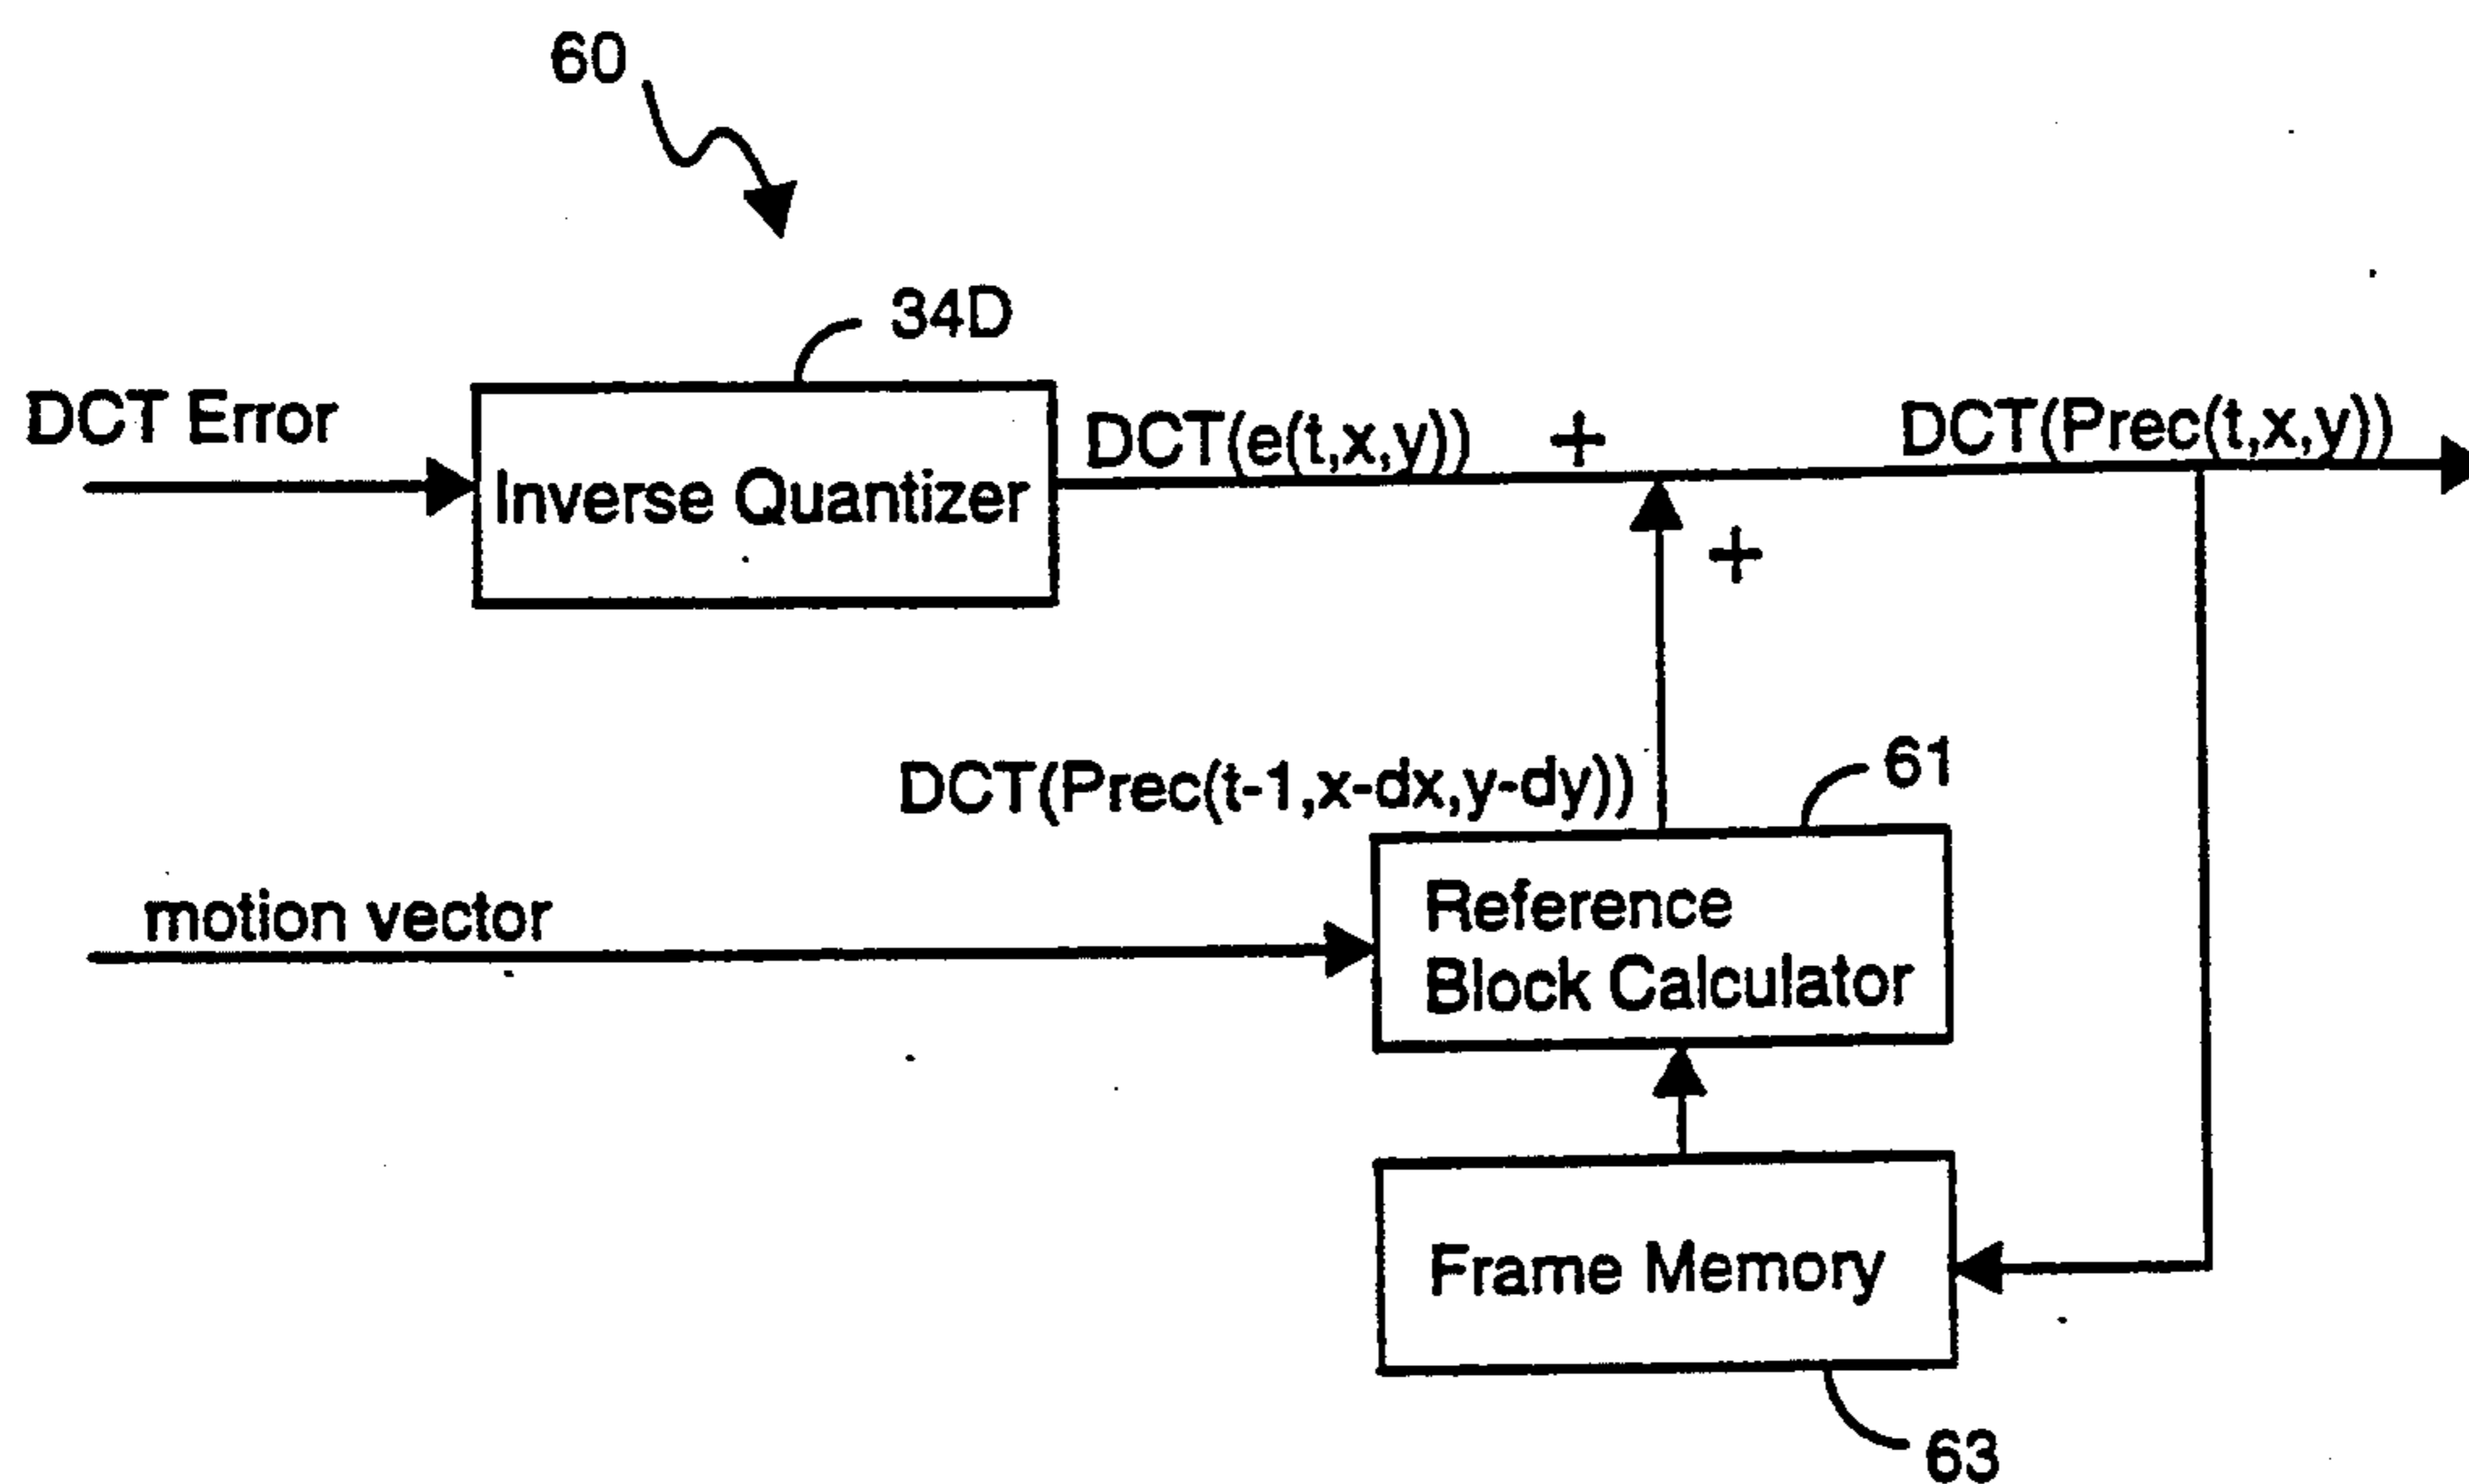 60
34D
DCT Error
Inverse Quantizer
DCT(e(t,x,y))
+
DCT(Prec(t,x,y))
+
DCT(Prec(t-1,x-dx,y-dy))
61
motion vector
Reference
Block Calculator
Frame Memory
63